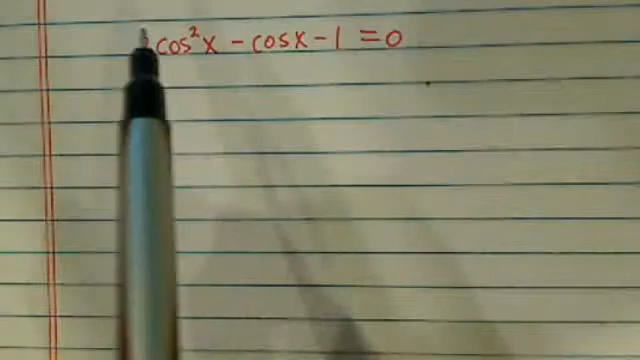 cos²x - cosx - 1 = 0